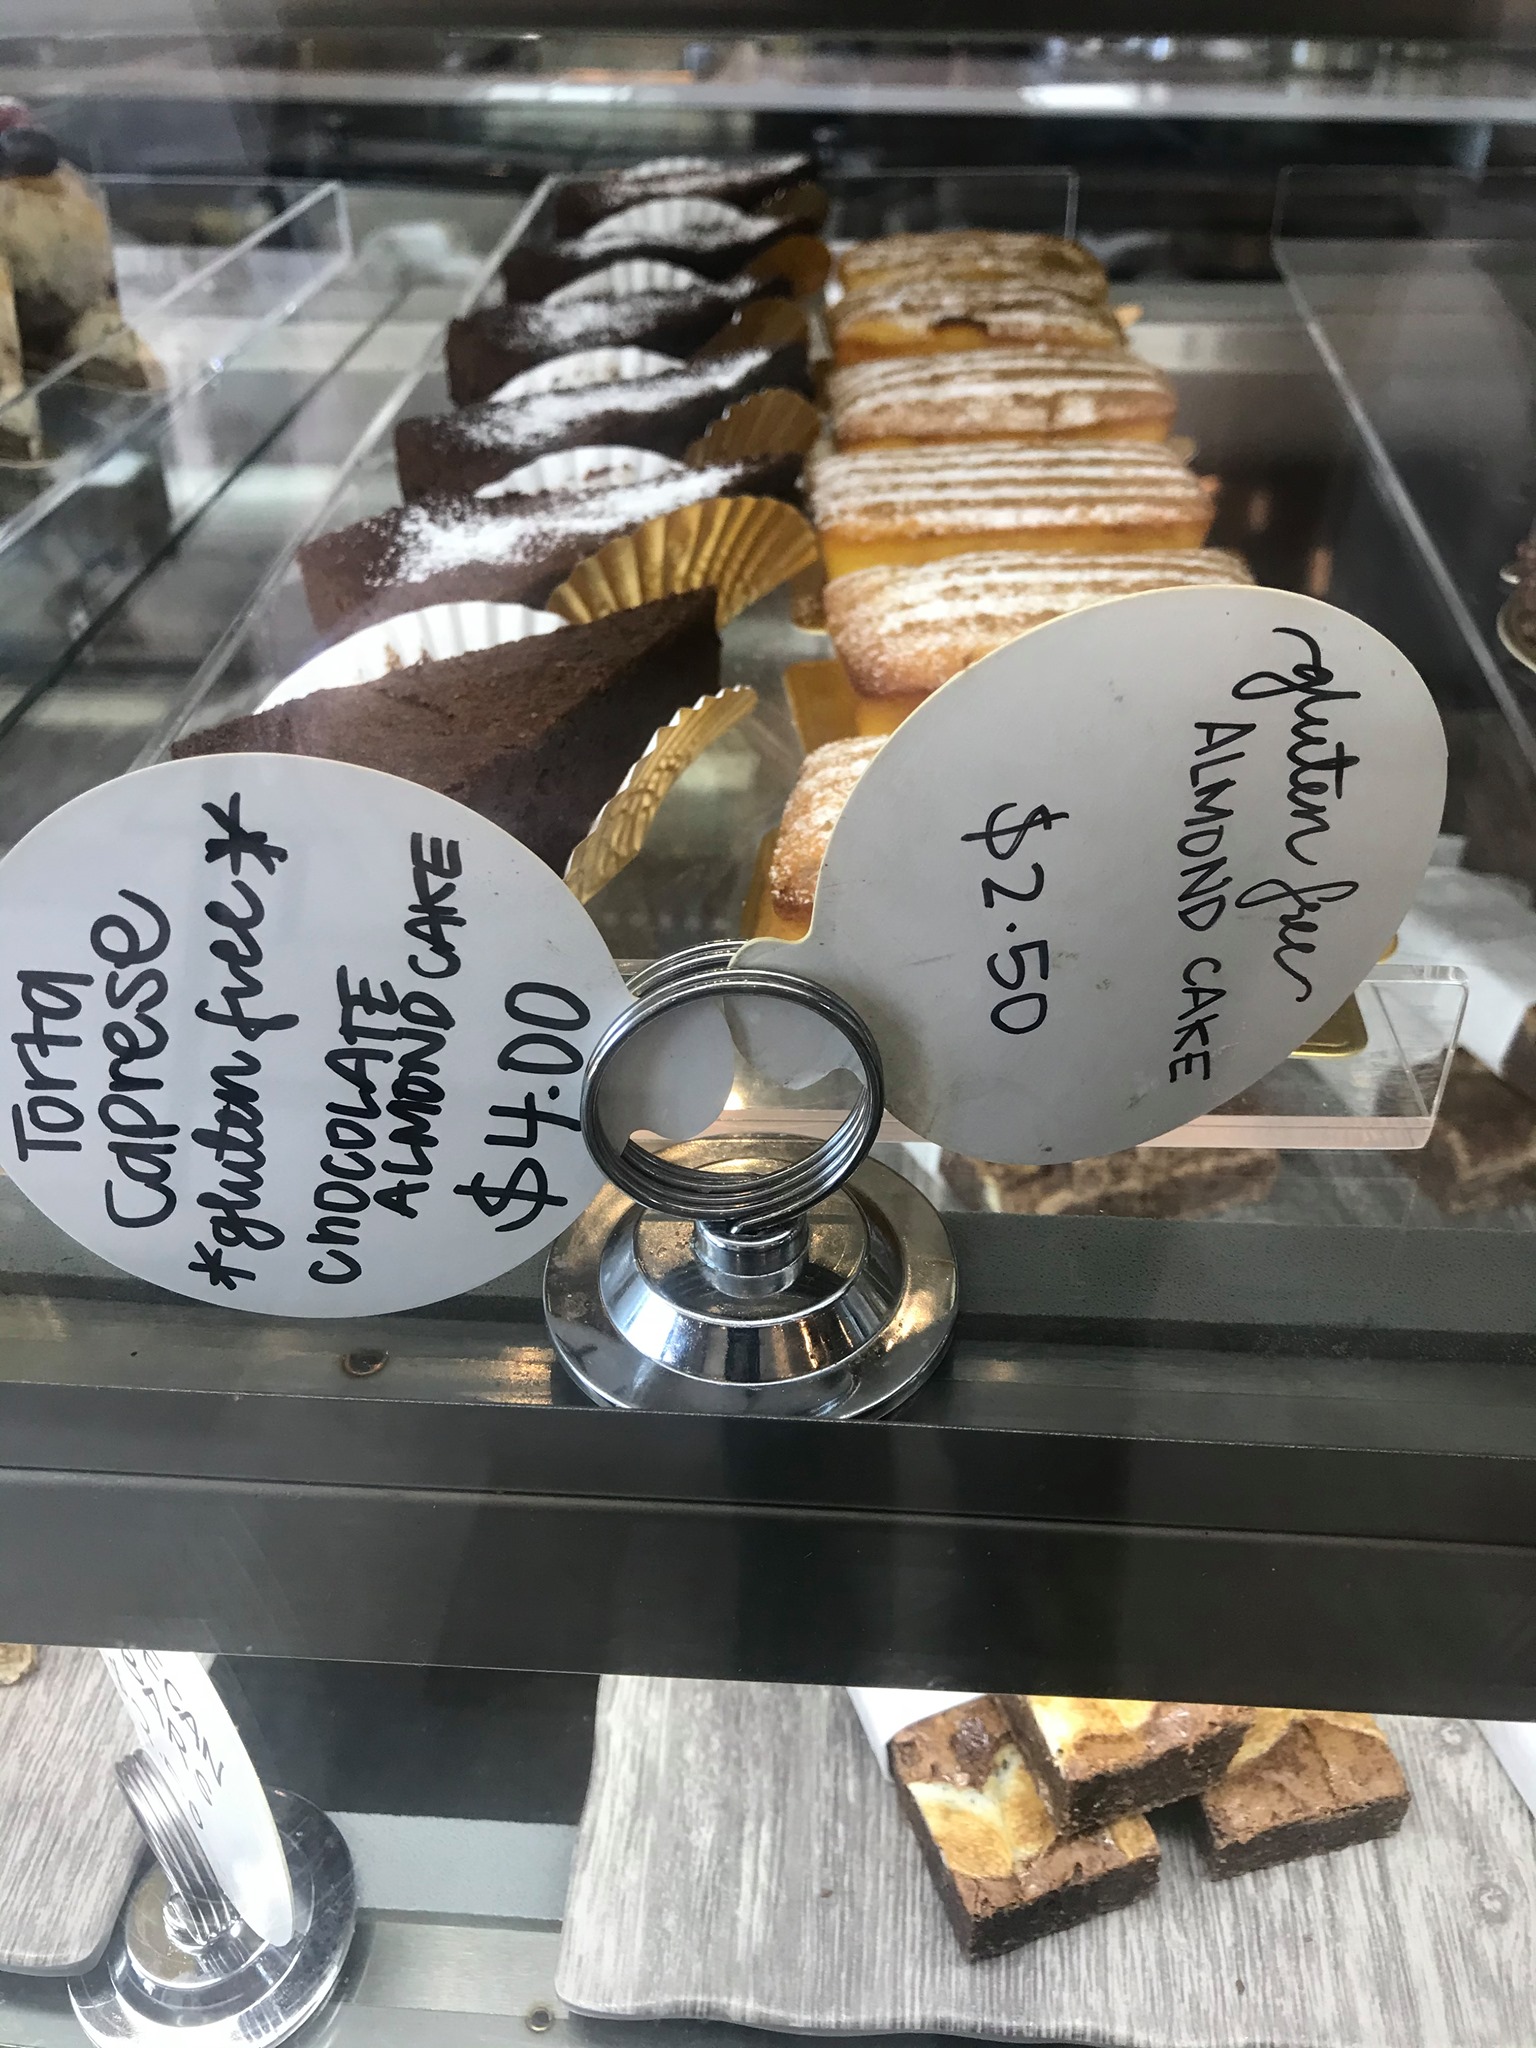 Torta
Caprese
*gluten free*
CHOCOLATE
ALMOND CAKE
$4.00
gluten free
ALMOND CAKE
$2.50